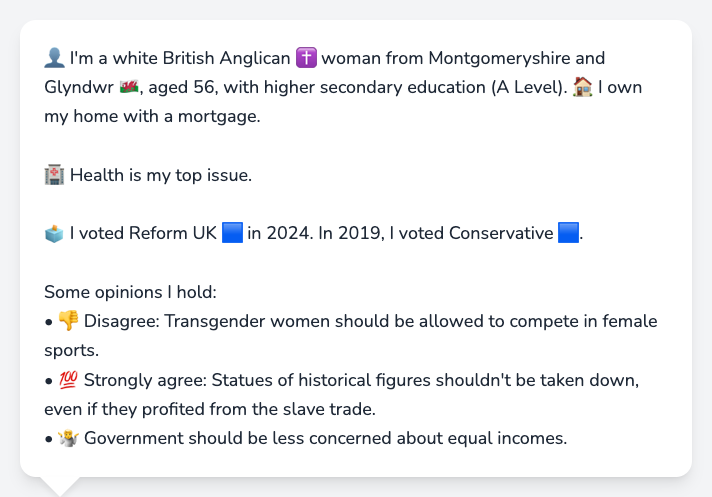 👤 I'm a white British Anglican ✝️ woman from Montgomeryshire and
Glyndwr 🏴󠁧󠁢󠁷󠁬󠁳󠁿, aged 56, with higher secondary education (A Level). 🏠 I own
my home with a mortgage.
🏥 Health is my top issue.
🗳️ I voted Reform UK 🟦 in 2024. In 2019, I voted Conservative 🟦.
Some opinions I hold:
• 👎 Disagree: Transgender women should be allowed to compete in female
sports.
• 💯 Strongly agree: Statues of historical figures shouldn't be taken down,
even if they profited from the slave trade.
• 🤷 Government should be less concerned about equal incomes.